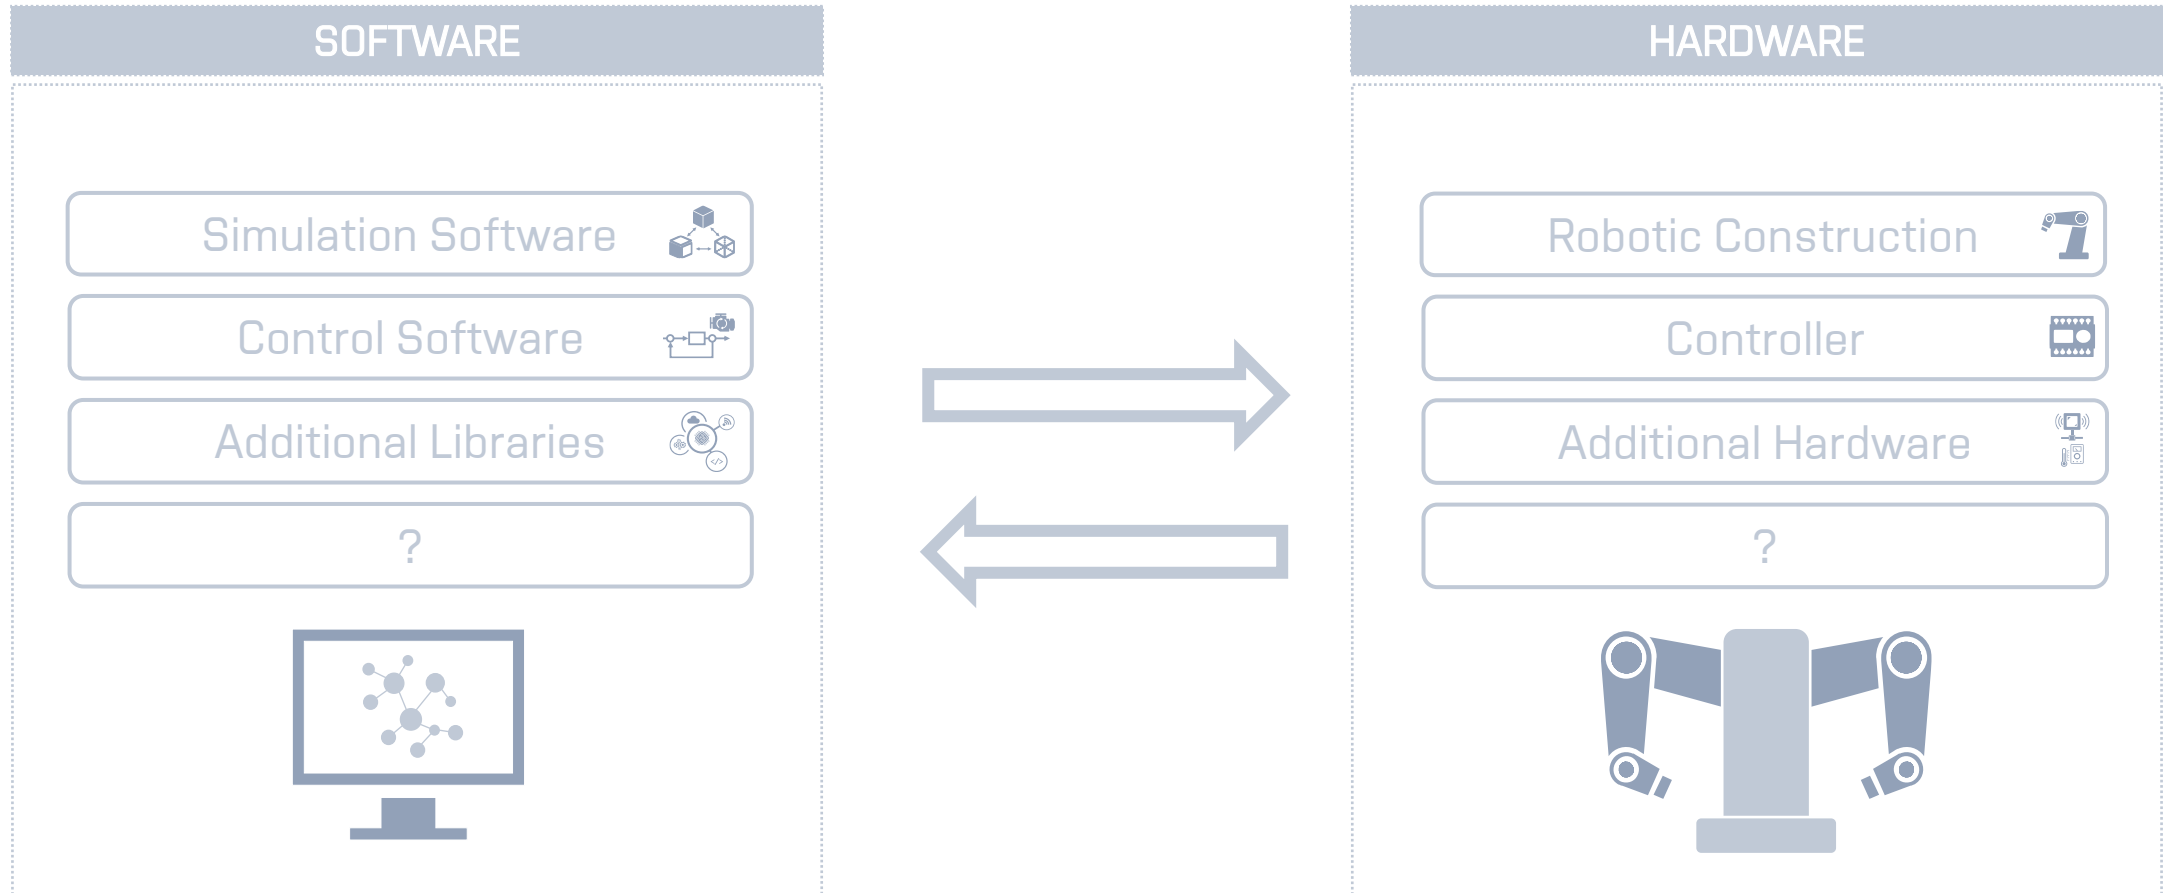 SOFTWARE
Simulation Software
Control Software
Additional Libraries
?
HARDWARE
Robotic Construction
Controller
Additional Hardware
?